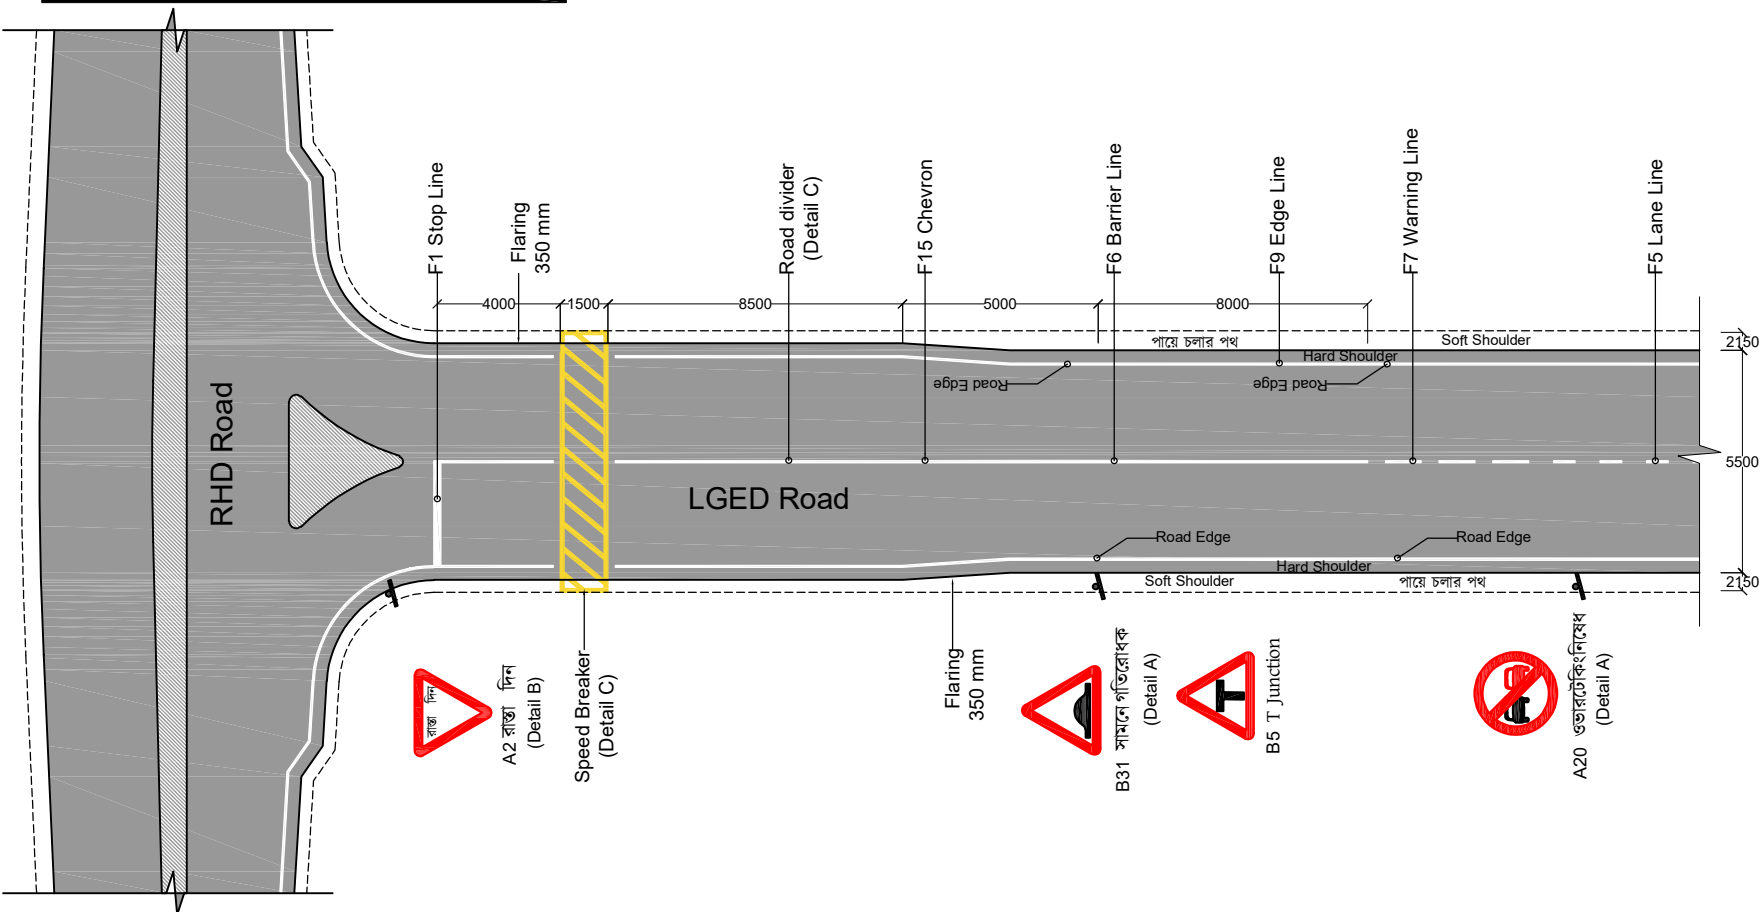 F1 Stop Line
Flaring
350 mm
Road divider
(Detail C)
F15 Chevron
F6 Barrier Line
F9 Edge Line
F7 Warning Line
F5 Lane Line
4000
1500
8500
5000
8000
পায়ে চলার পথ
Soft Shoulder
2150
Hard Shoulder
Road Edge
Road Edge
RHD Road
LGED Road
5500
Road Edge
Road Edge
Hard Shoulder
Soft Shoulder
পায়ে চলার পথ
2150
রাস্তা দিন
A2 রাস্তা দিন
(Detail B)
Speed Breaker
(Detail C)
Flaring
350 mm
B31 সামনে গতিরোধক
(Detail A)
B5 T Junction
A20 ওভারটেকিং নিষেধ
(Detail A)